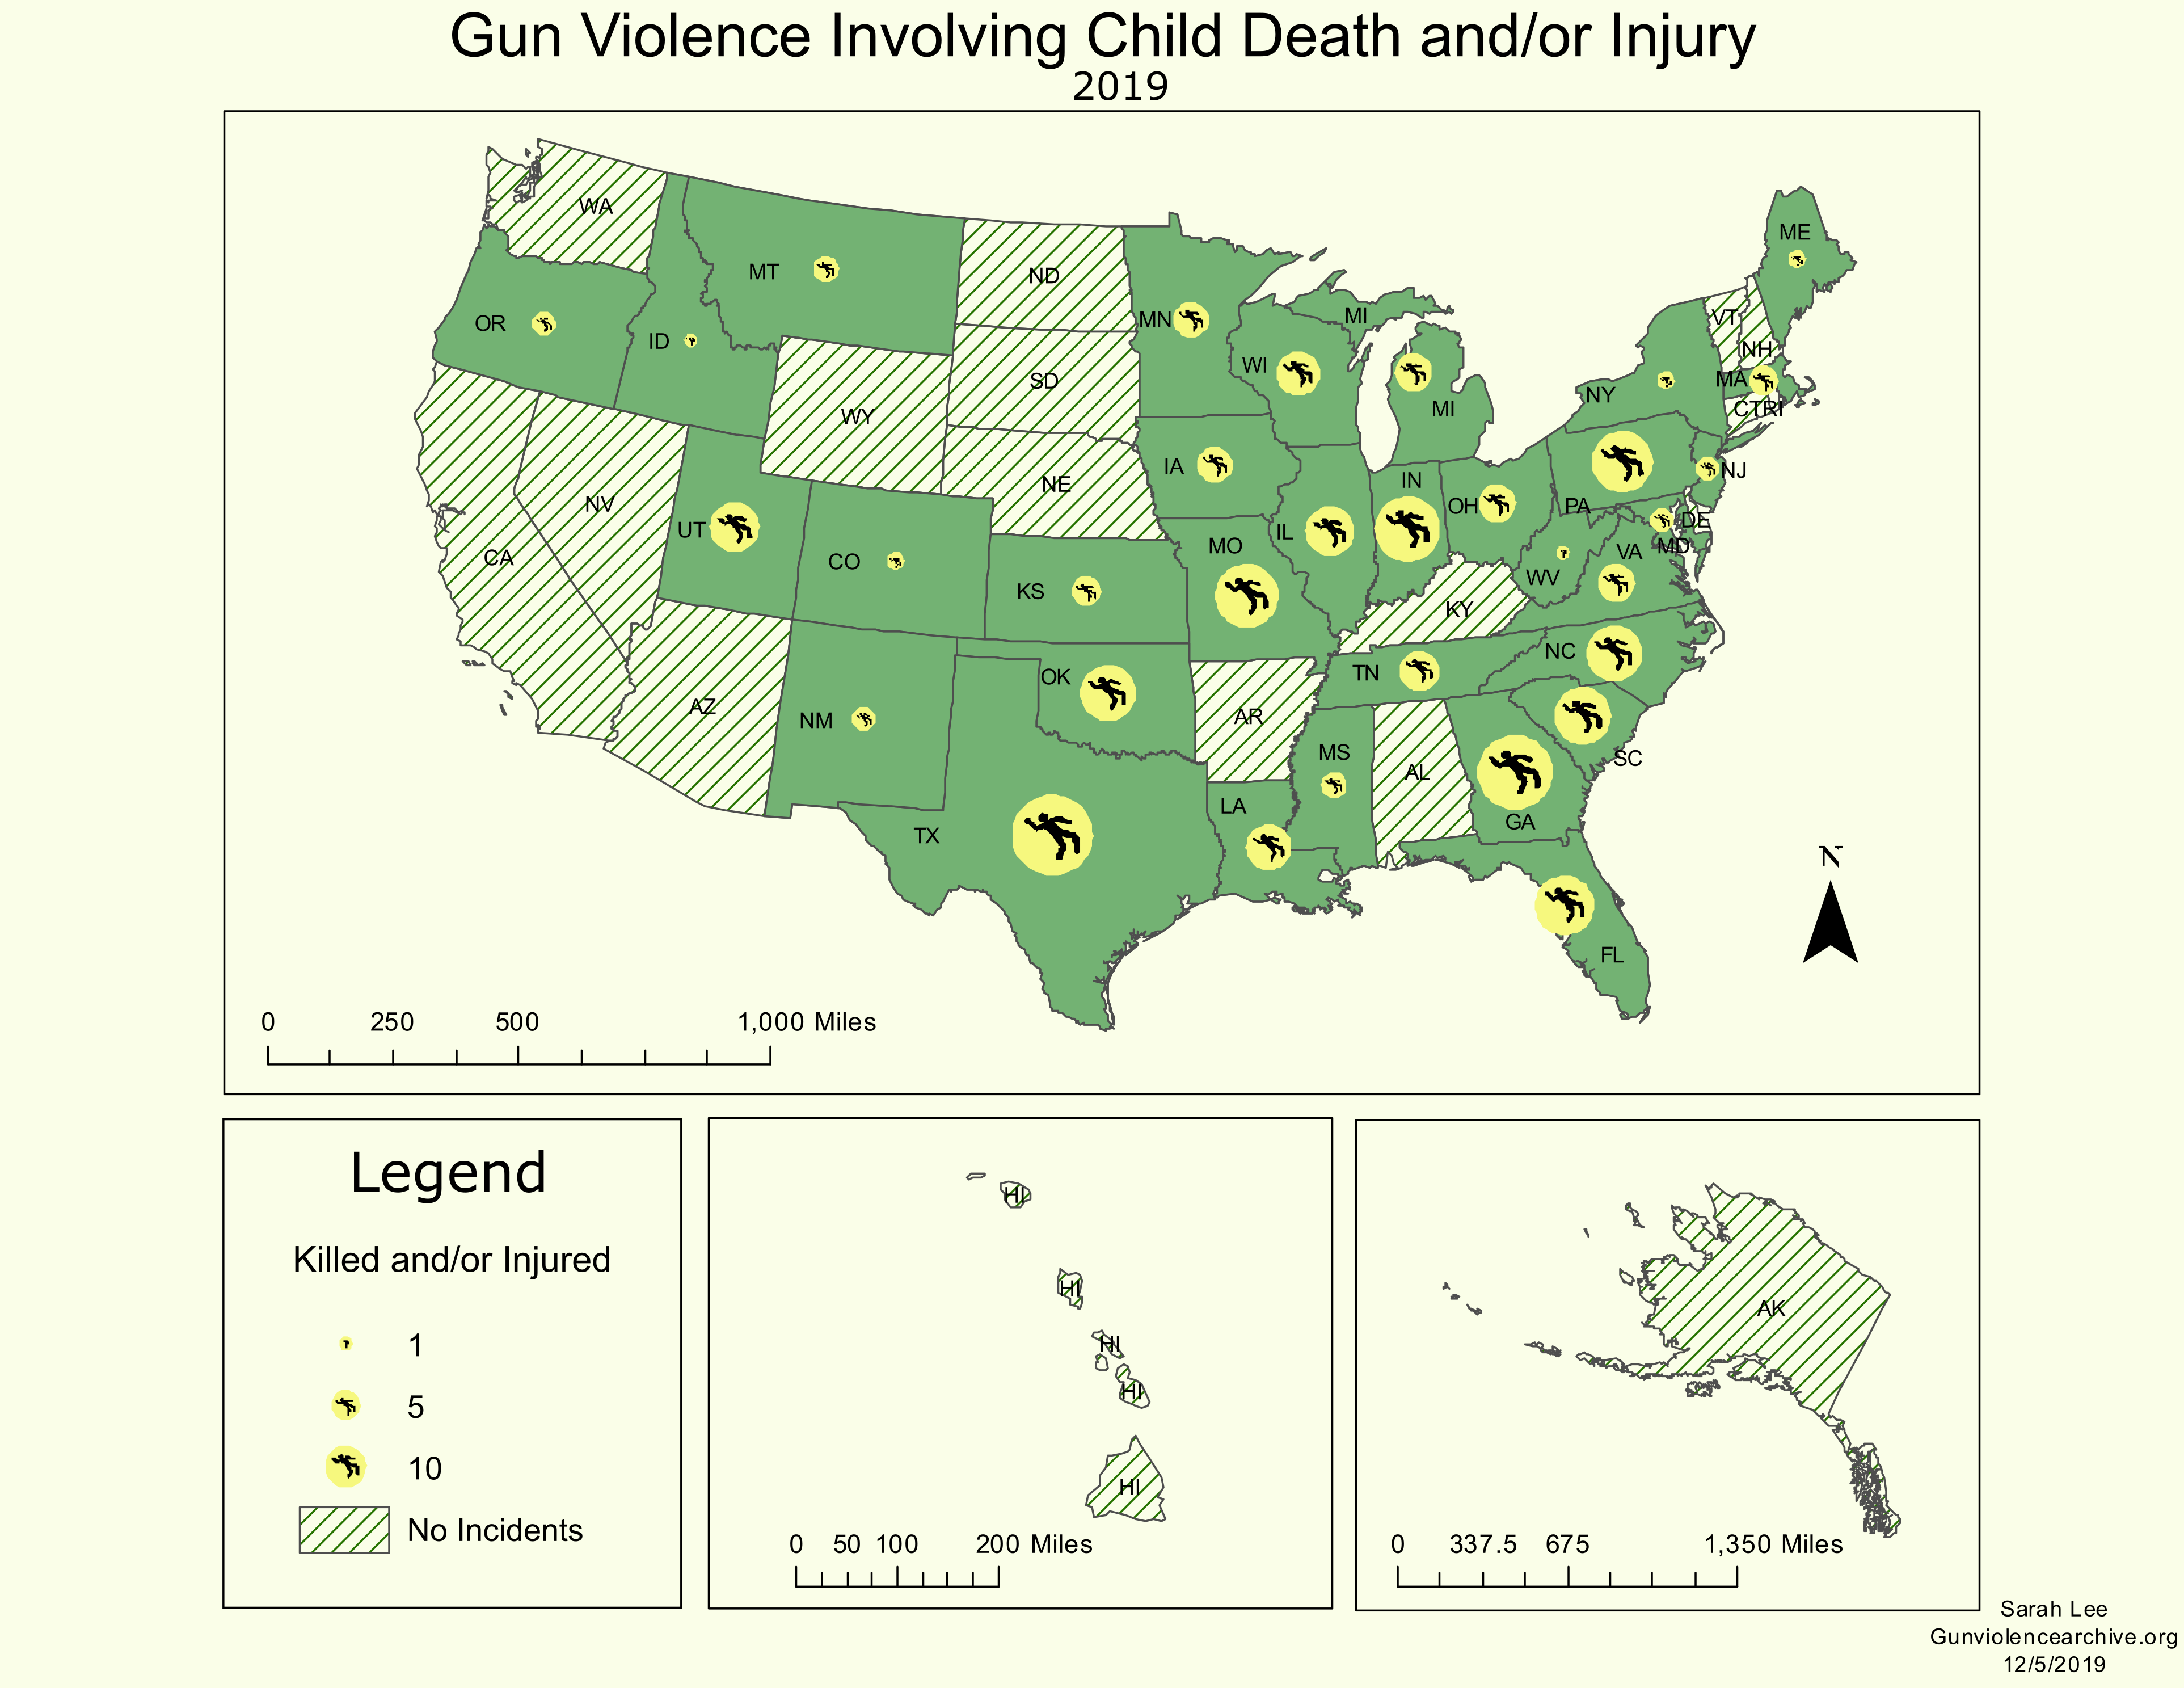 Gun Violence Involving Child Death and/or Injury
2019
WA
MT
ND
MN
MI
ME
OR
ID
SD
WI
MI
VT
NH
NY
MA
CTRI
WY
NE
IA
IN
OH
PA
NJ
NV
UT
CO
KS
MO
IL
DE
MD
VA
WV
CA
KY
AZ
NM
OK
AR
TN
NC
SC
MS
AL
GA
LA
TX
FL
N
0 250 500 1,000 Miles
Legend
Killed and/or Injured
1
5
10
No Incidents
HI
HI
HI
HI
HI
0 50 100 200 Miles
AK
0 337.5 675 1,350 Miles
Sarah Lee
Gunviolencearchive.org
12/5/2019